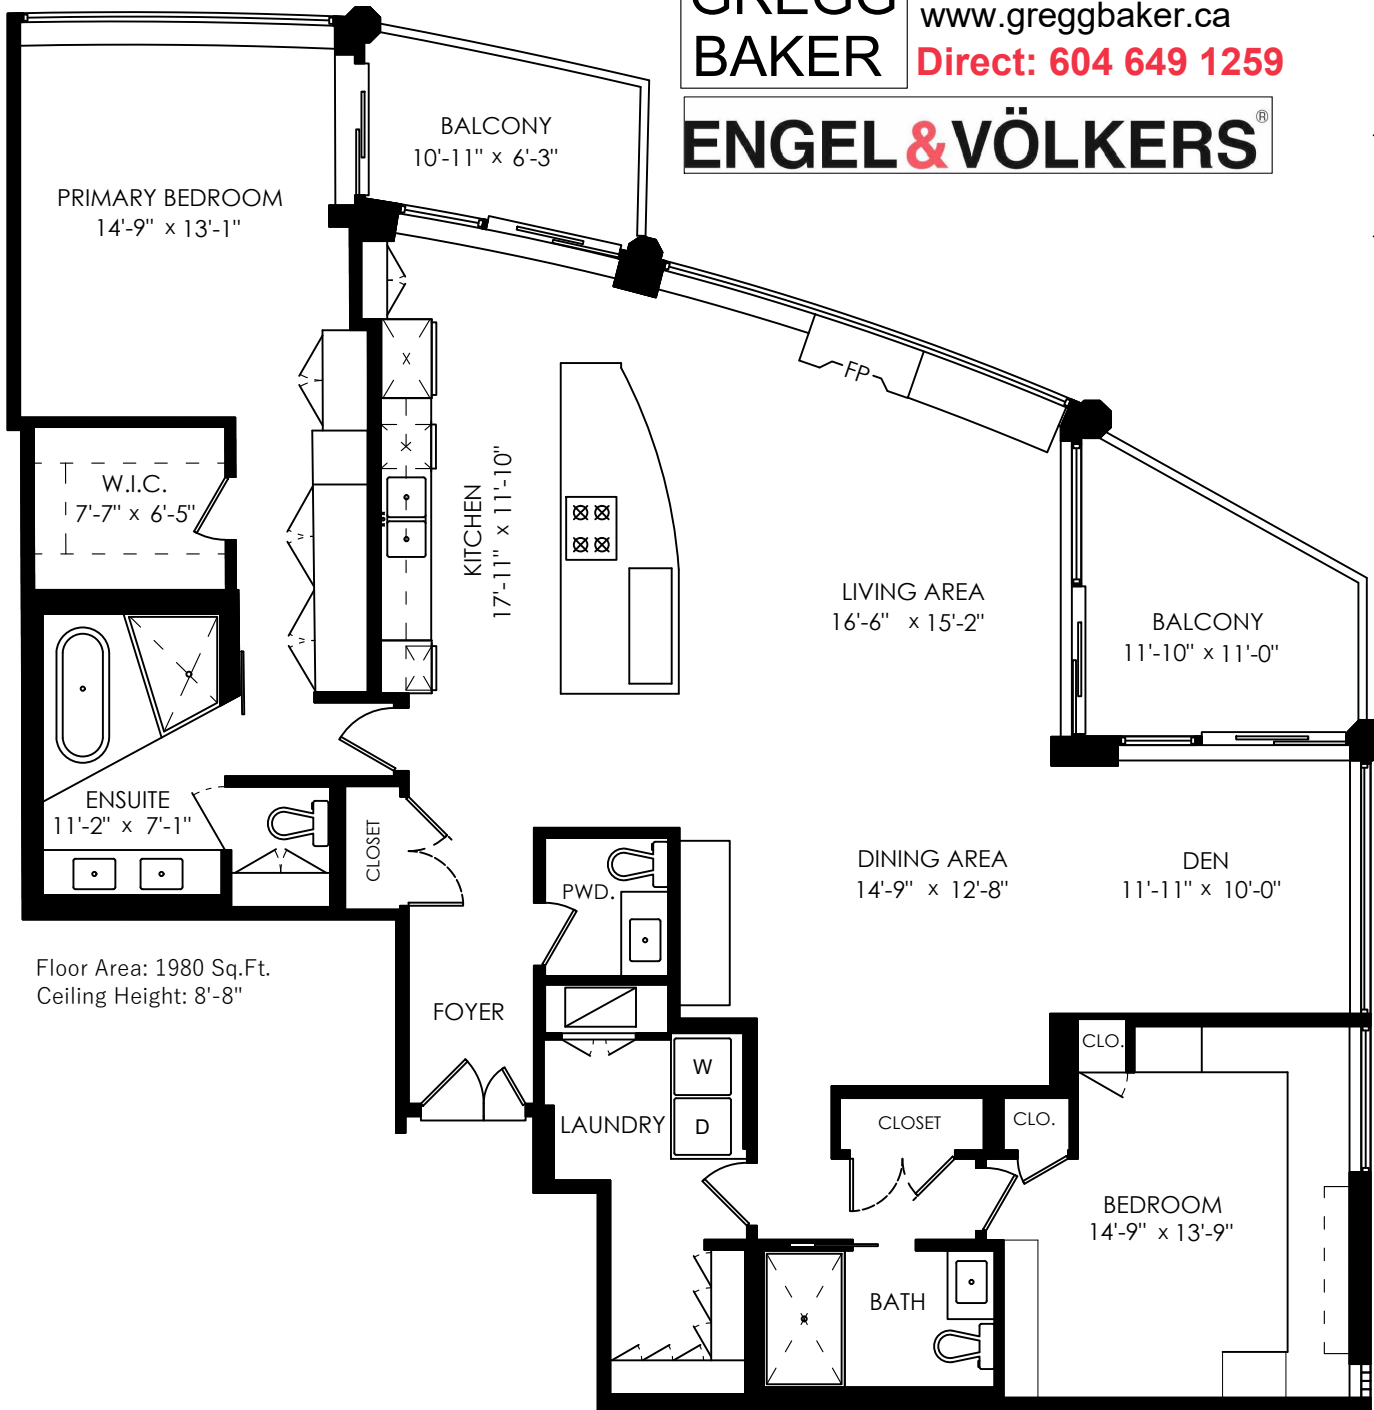 GREGG
BAKER
www.greggbaker.ca
Direct: 604 649 1259
ENGEL&VÖLKERS®
BALCONY
10'-11" x 6'-3"
PRIMARY BEDROOM
14'-9" x 13'-1"
FP
W.I.C.
7'-7" x 6'-5"
KITCHEN
17'-11" x 11'-10"
LIVING AREA
16'-6" x 15'-2"
BALCONY
11'-10" x 11'-0"
ENSUITE
11'-2" x 7'-1"
CLOSET
PWD.
DINING AREA
14'-9" x 12'-8"
DEN
11'-11" x 10'-0"
Floor Area: 1980 Sq.Ft.
Ceiling Height: 8'-8"
FOYER
W
D
LAUNDRY
CLO.
CLOSET
CLO.
BEDROOM
14'-9" x 13'-9"
BATH